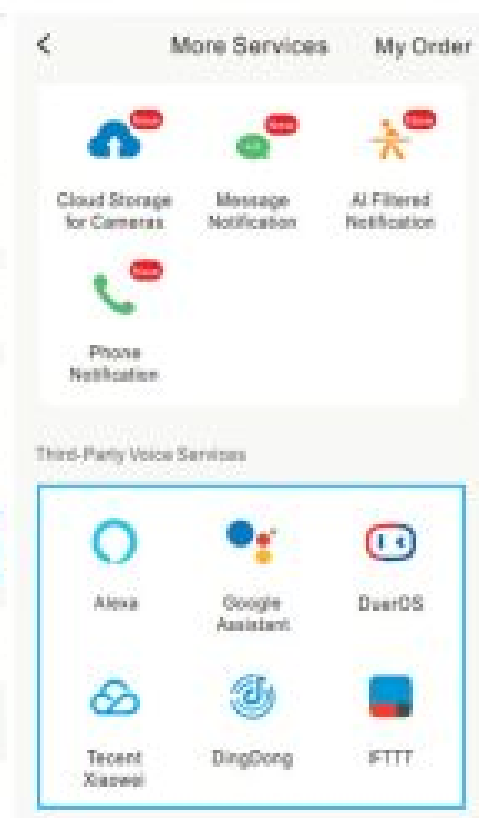 More Services My Order
Cloud Storage
for Cameras
Message
Notification
AI Filtered
Notification
Phone
Notification
Third-Party Voice Services
Alexa
Google
Assistant
DuerOS
Tecent
Xiaowei
DingDong
IFTTT